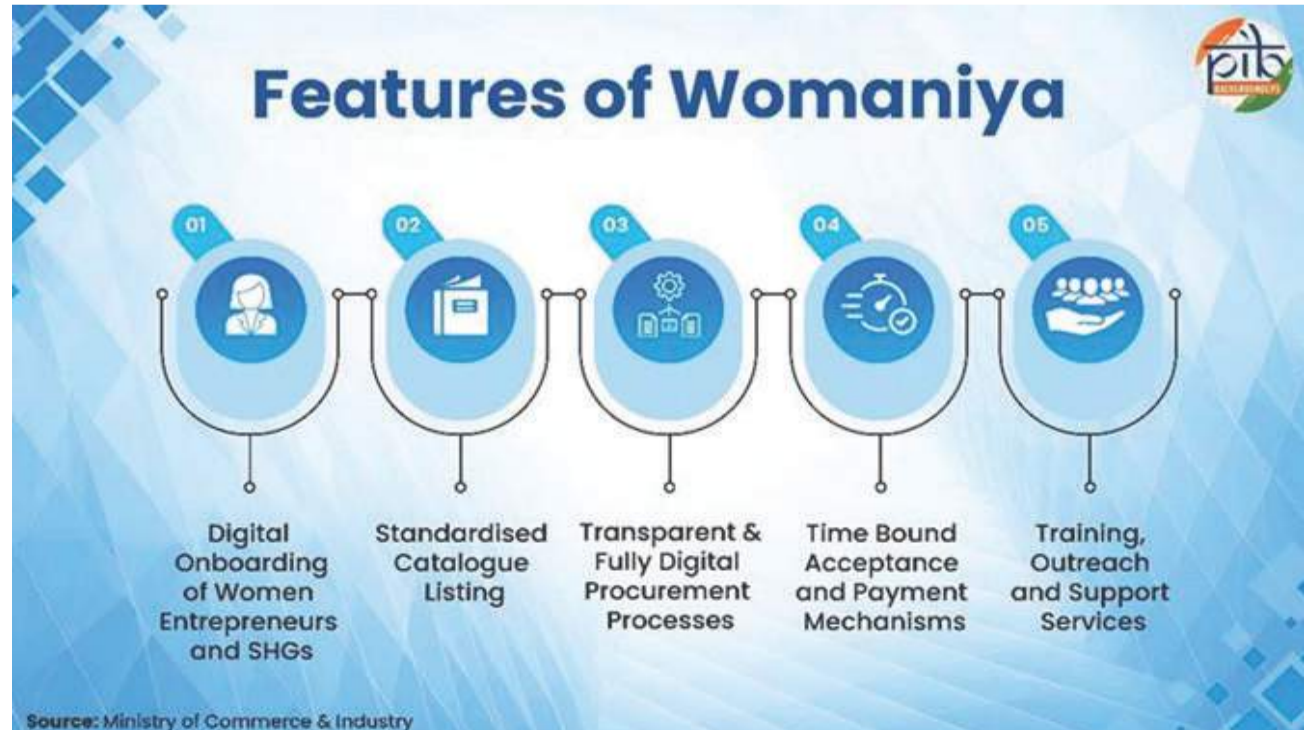 Features of Womaniya
pib
BACKGROUNDERS
01
02
03
04
05
Digital
Onboarding
of Women
Entrepreneurs
and SHGs
Standardised
Catalogue
Listing
Transparent &
Fully Digital
Procurement
Processes
Time Bound
Acceptance
and Payment
Mechanisms
Training,
Outreach
and Support
Services
Source: Ministry of Commerce & Industry